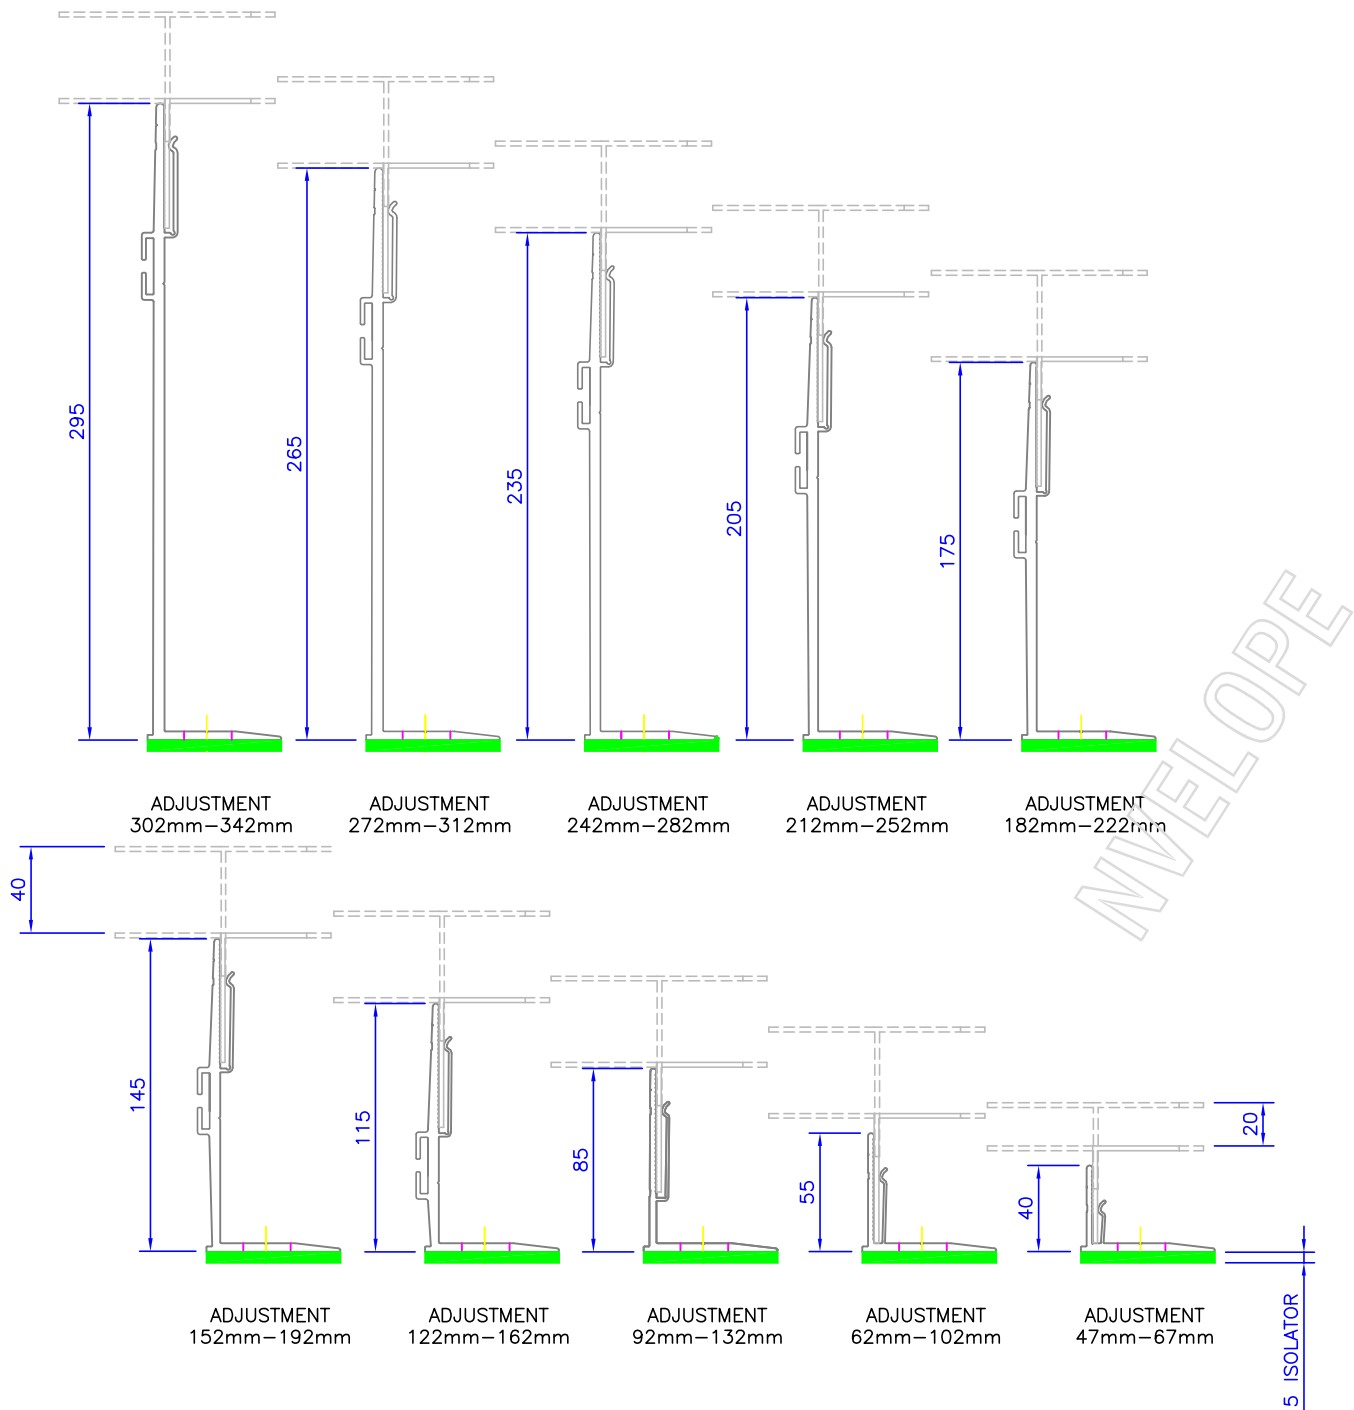 295
265
235
205
175
ADJUSTMENT
302mm-342mm
ADJUSTMENT
272mm-312mm
ADJUSTMENT
242mm-282mm
ADJUSTMENT
212mm-252mm
ADJUSTMENT
182mm-222mm
NVELOPE
40
145
115
85
55
40
20
5 ISOLATOR
ADJUSTMENT
152mm-192mm
ADJUSTMENT
122mm-162mm
ADJUSTMENT
92mm-132mm
ADJUSTMENT
62mm-102mm
ADJUSTMENT
47mm-67mm